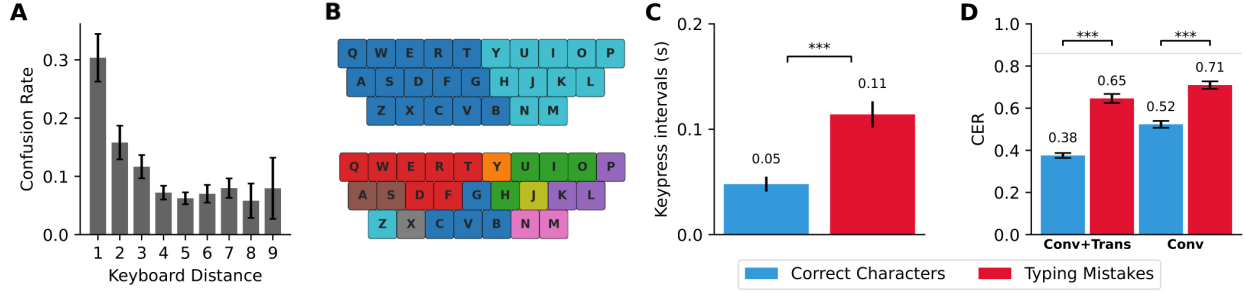 A
Confusion Rate
0.3
0.2
0.1
0.0
1 2 3 4 5 6 7 8 9
Keyboard Distance
B
Q W E R T Y U I O P
A S D F G H J K L
Z X C V B N M
Q W E R T Y U I O P
A S D F G H J K L
Z X C V B N M
C
Keypress intervals (s)
0.2
0.1
0.0
***
0.05
0.11
D
CER
1.0
0.8
0.6
0.4
0.2
0.0
*** ***
0.38 0.65 0.52 0.71
Conv+Trans Conv
Correct Characters Typing Mistakes